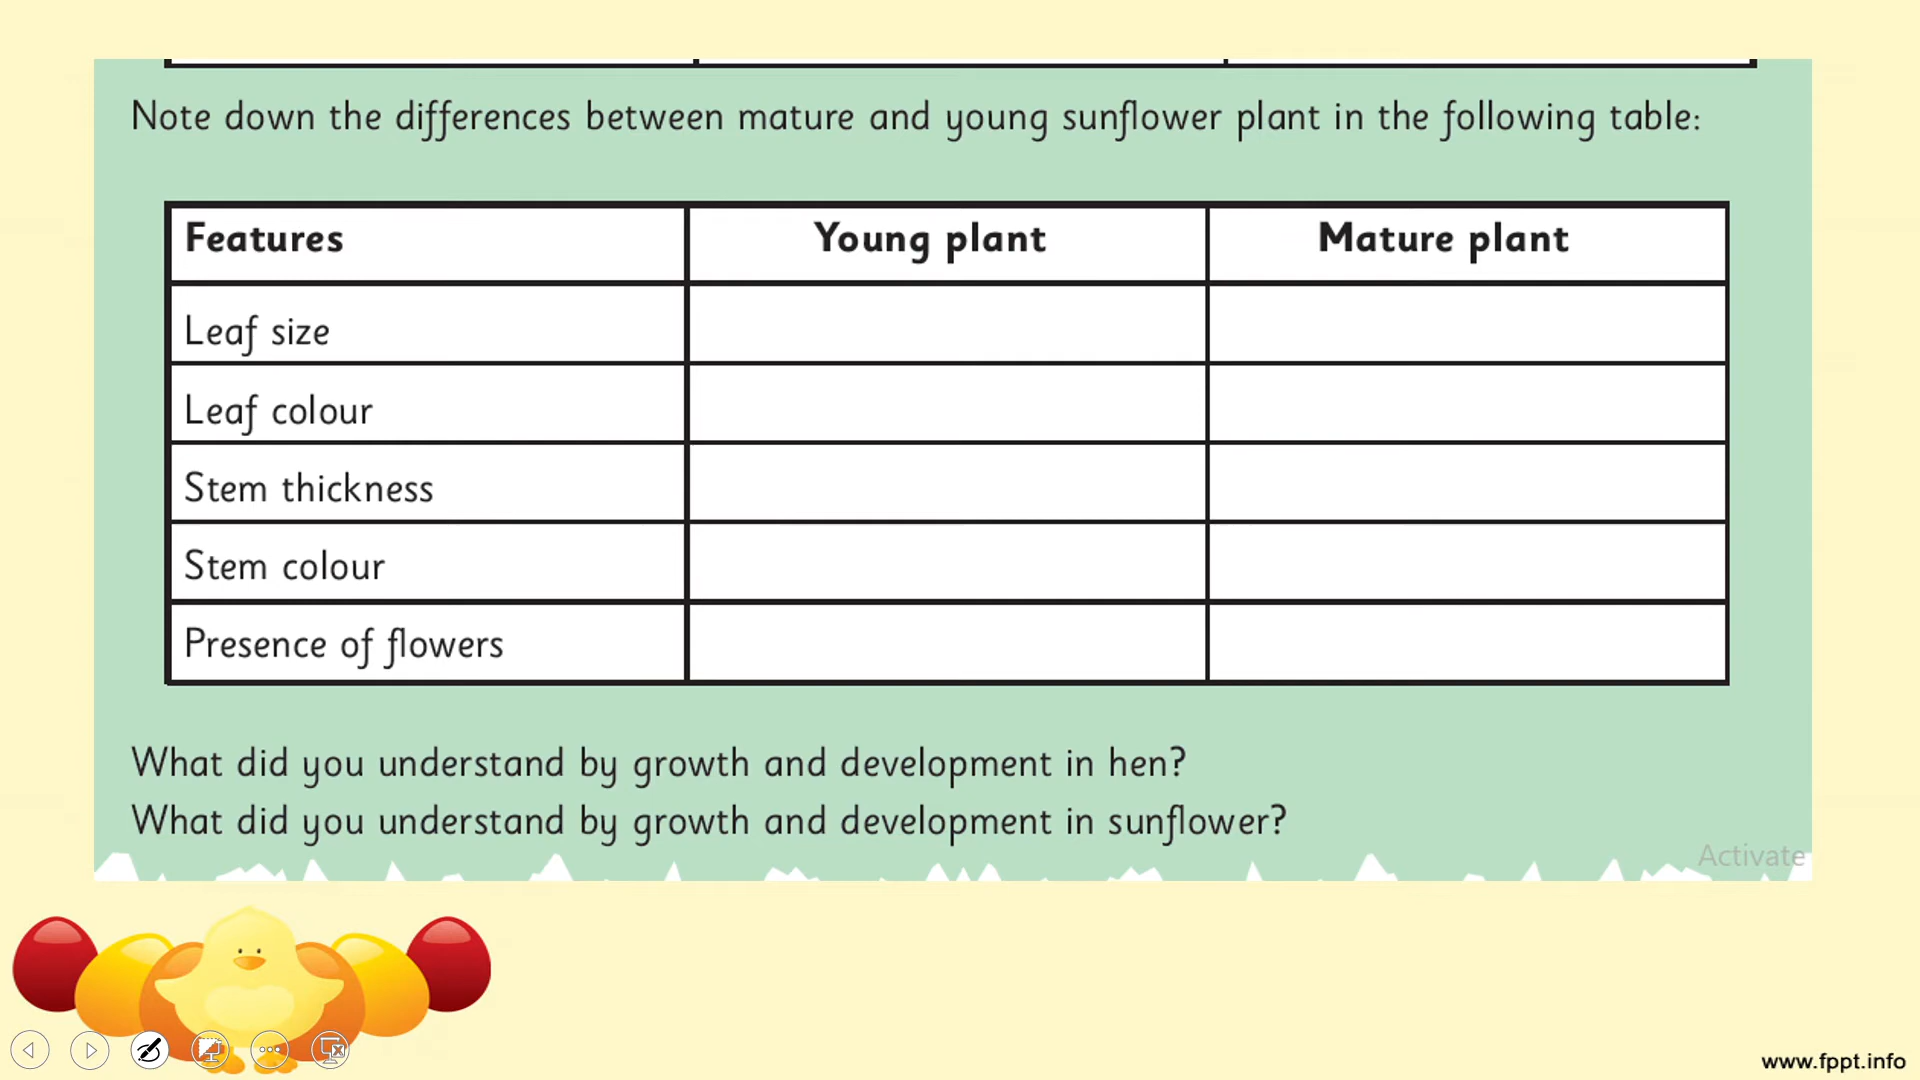 Note down the differences between mature and young sunflower plant in the following table:
Features Young plant Mature plant
Leaf size
Leaf colour
Stem thickness
Stem colour
Presence of flowers
What did you understand by growth and development in hen?
What did you understand by growth and development in sunflower?
Activate
www.fppt.info